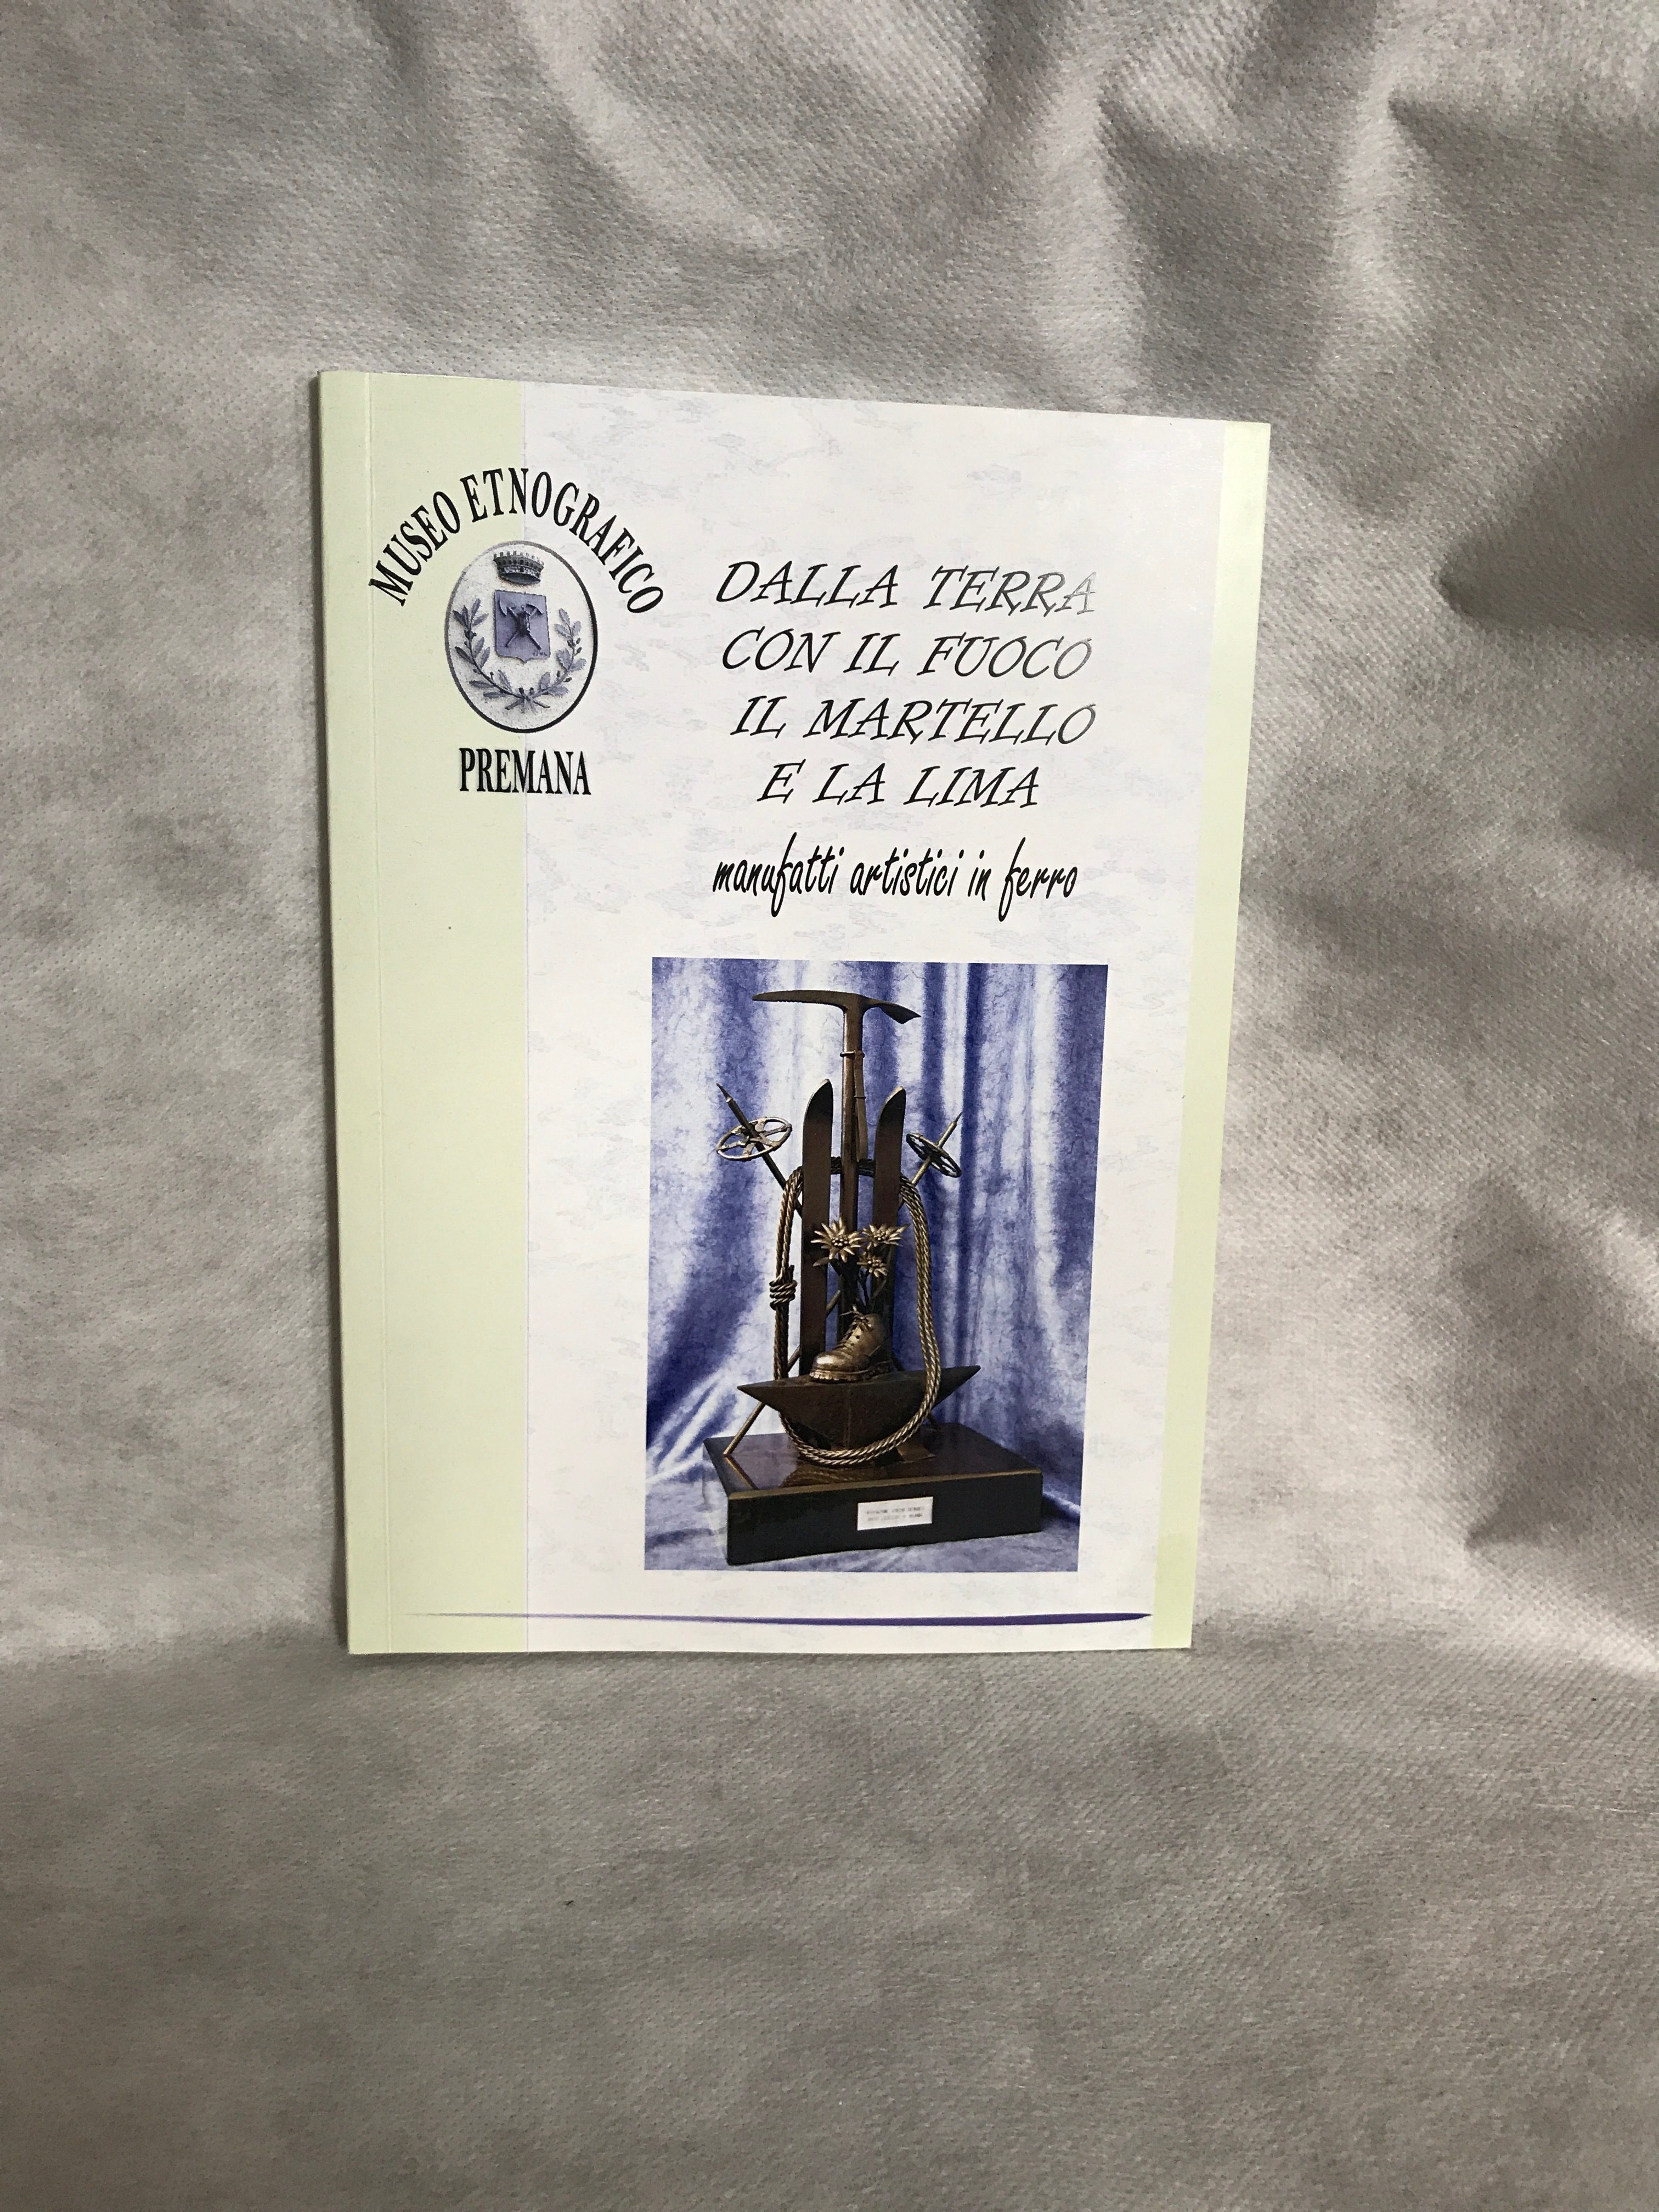 MUSEO ETNOGRAFICO
PREMANA
DALLA TERRA
CON IL FUOCO
IL MARTELLO
E LA LIMA
manufatti artistici in ferro